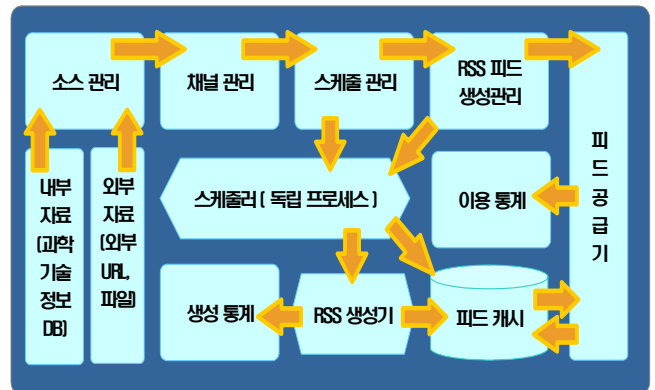 소스 관리
채널 관리
스케줄 관리
RSS 피드
생성관리
피
드
공
급
기
내부
자료
(과학
기술
정보
DB)
외부
자료
(외부
URL,
파일)
스케줄러 ( 독립 프로세스 )
이용 통계
생성 통계
RSS 생성기
피드 캐시